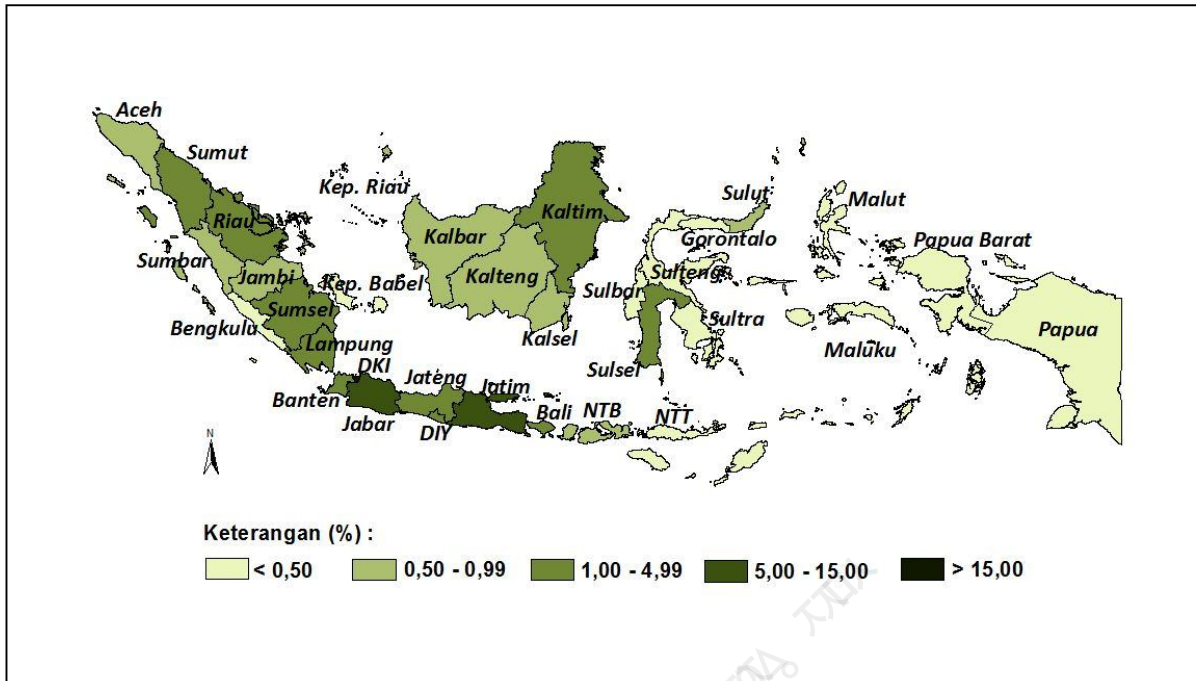 Aceh
Sumut
Kep. Riau
Riau
Kalbar
Kaltim
Sulut
Malut
Gorontalo
Papua Barat
Sumbar
Jambi
Kep. Babel
Kalteng
Sulteng
Sulbar
Sumsel
Bengkulu
Lampung
Kalsel
Sultra
Papua
Maluku
DKI
Jateng
Jatim
Sulsel
Banten
Jabar
DIY
Bali
NTB
NTT
N
Keterangan (%) :
< 0,50
0,50 - 0,99
1,00 - 4,99
5,00 - 15,00
> 15,00